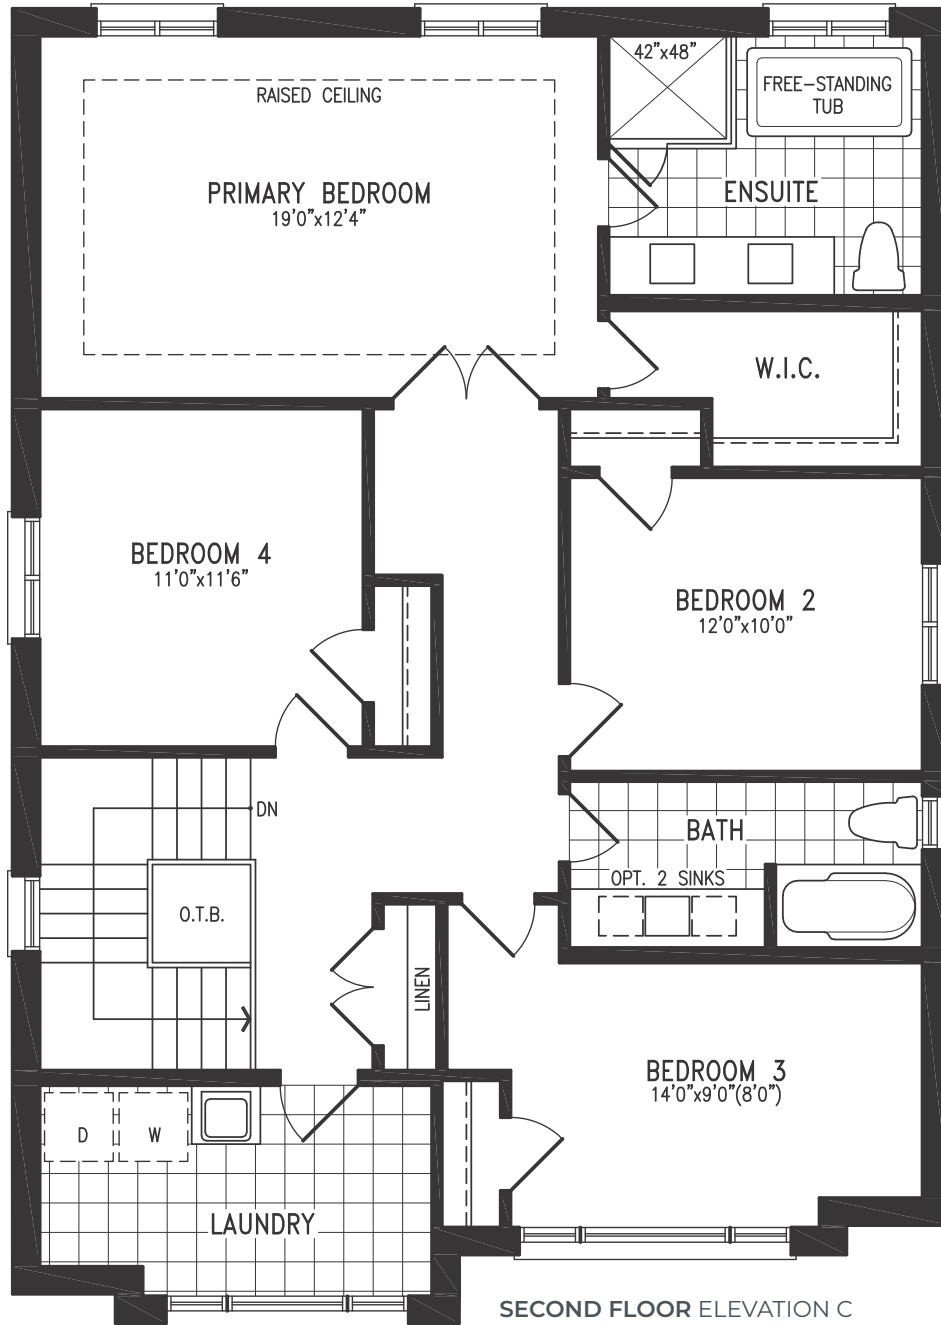 42"x48"
FREE-STANDING
TUB
RAISED CEILING
PRIMARY BEDROOM
19'0"x12'4"
ENSUITE
W.I.C.
BEDROOM 4
11'0"x11'6"
BEDROOM 2
12'0"x10'0"
DN
BATH
OPT. 2 SINKS
O.T.B.
LINEN
BEDROOM 3
14'0"x9'0"(8'0")
D
W
LAUNDRY
SECOND FLOOR ELEVATION C